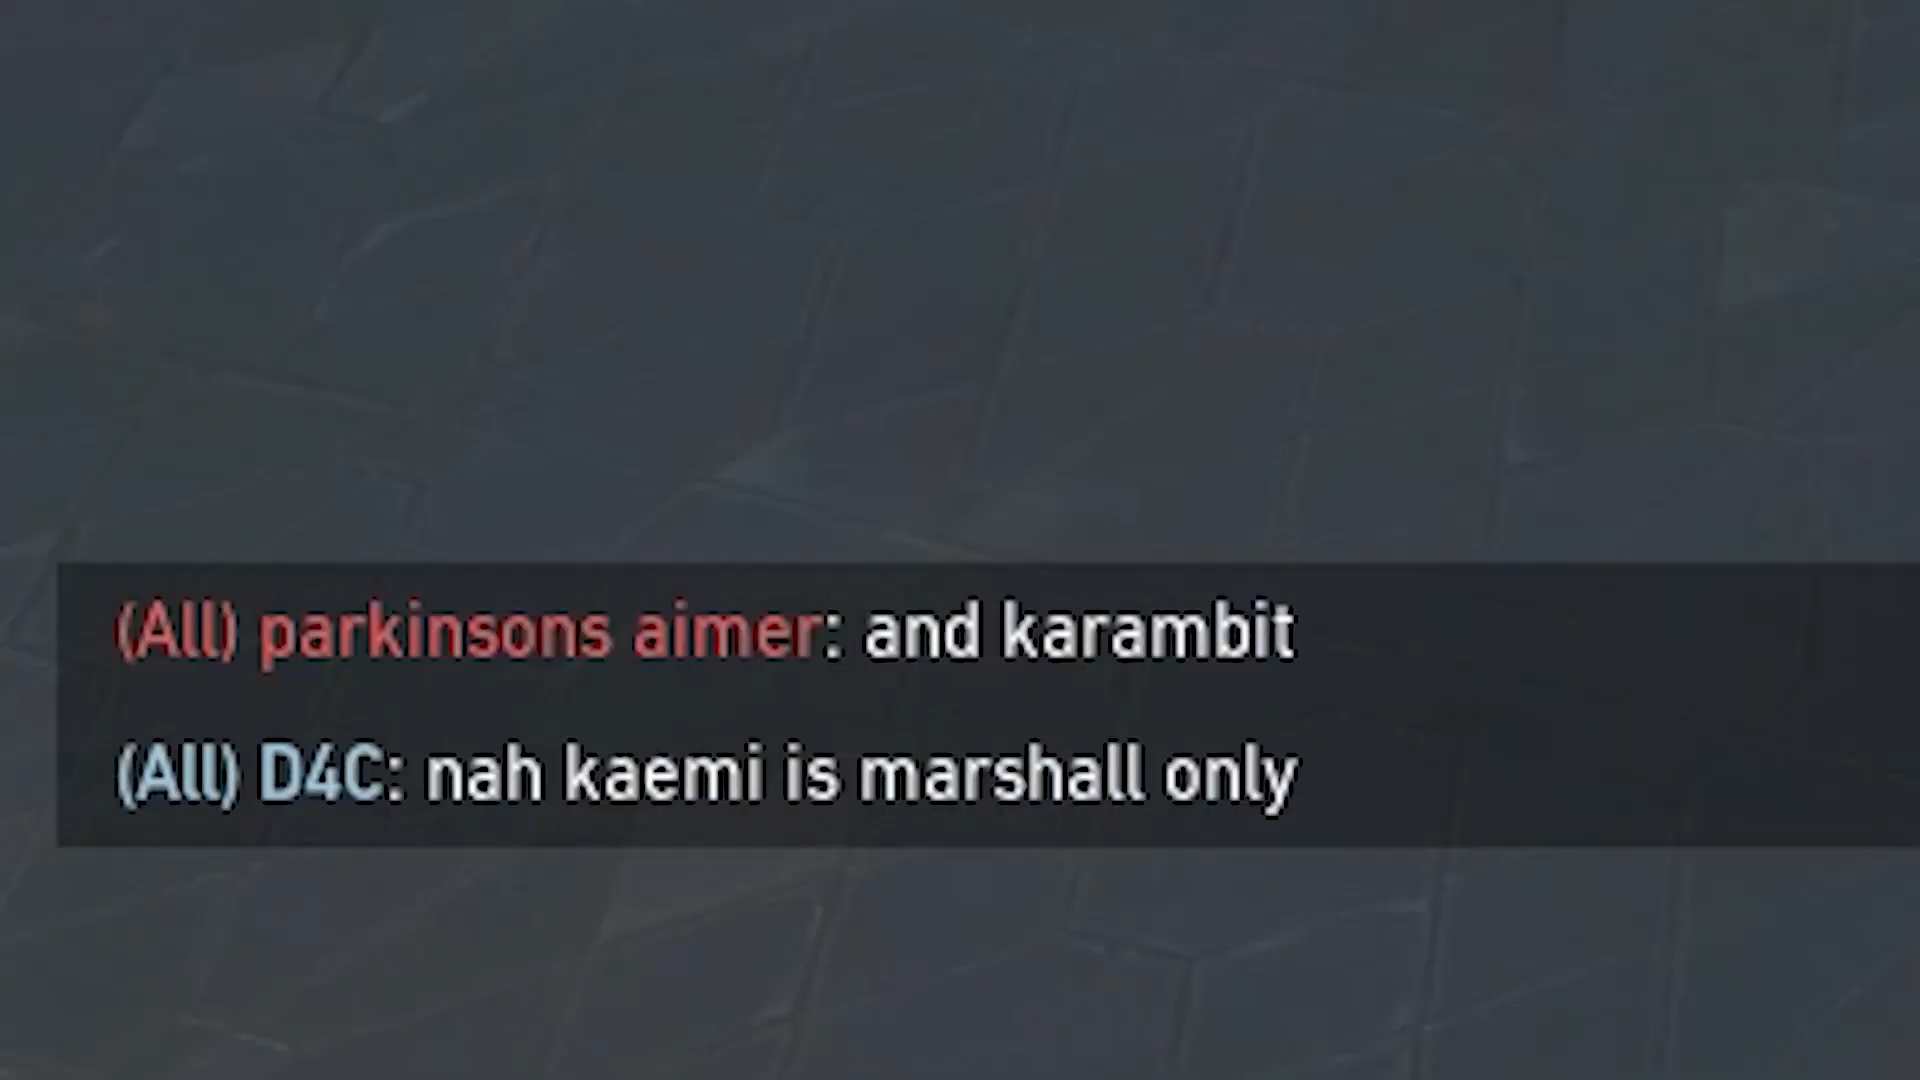 (All) parkinsons aimer: and karambit
(All) D4C: nah kaemi is marshall only